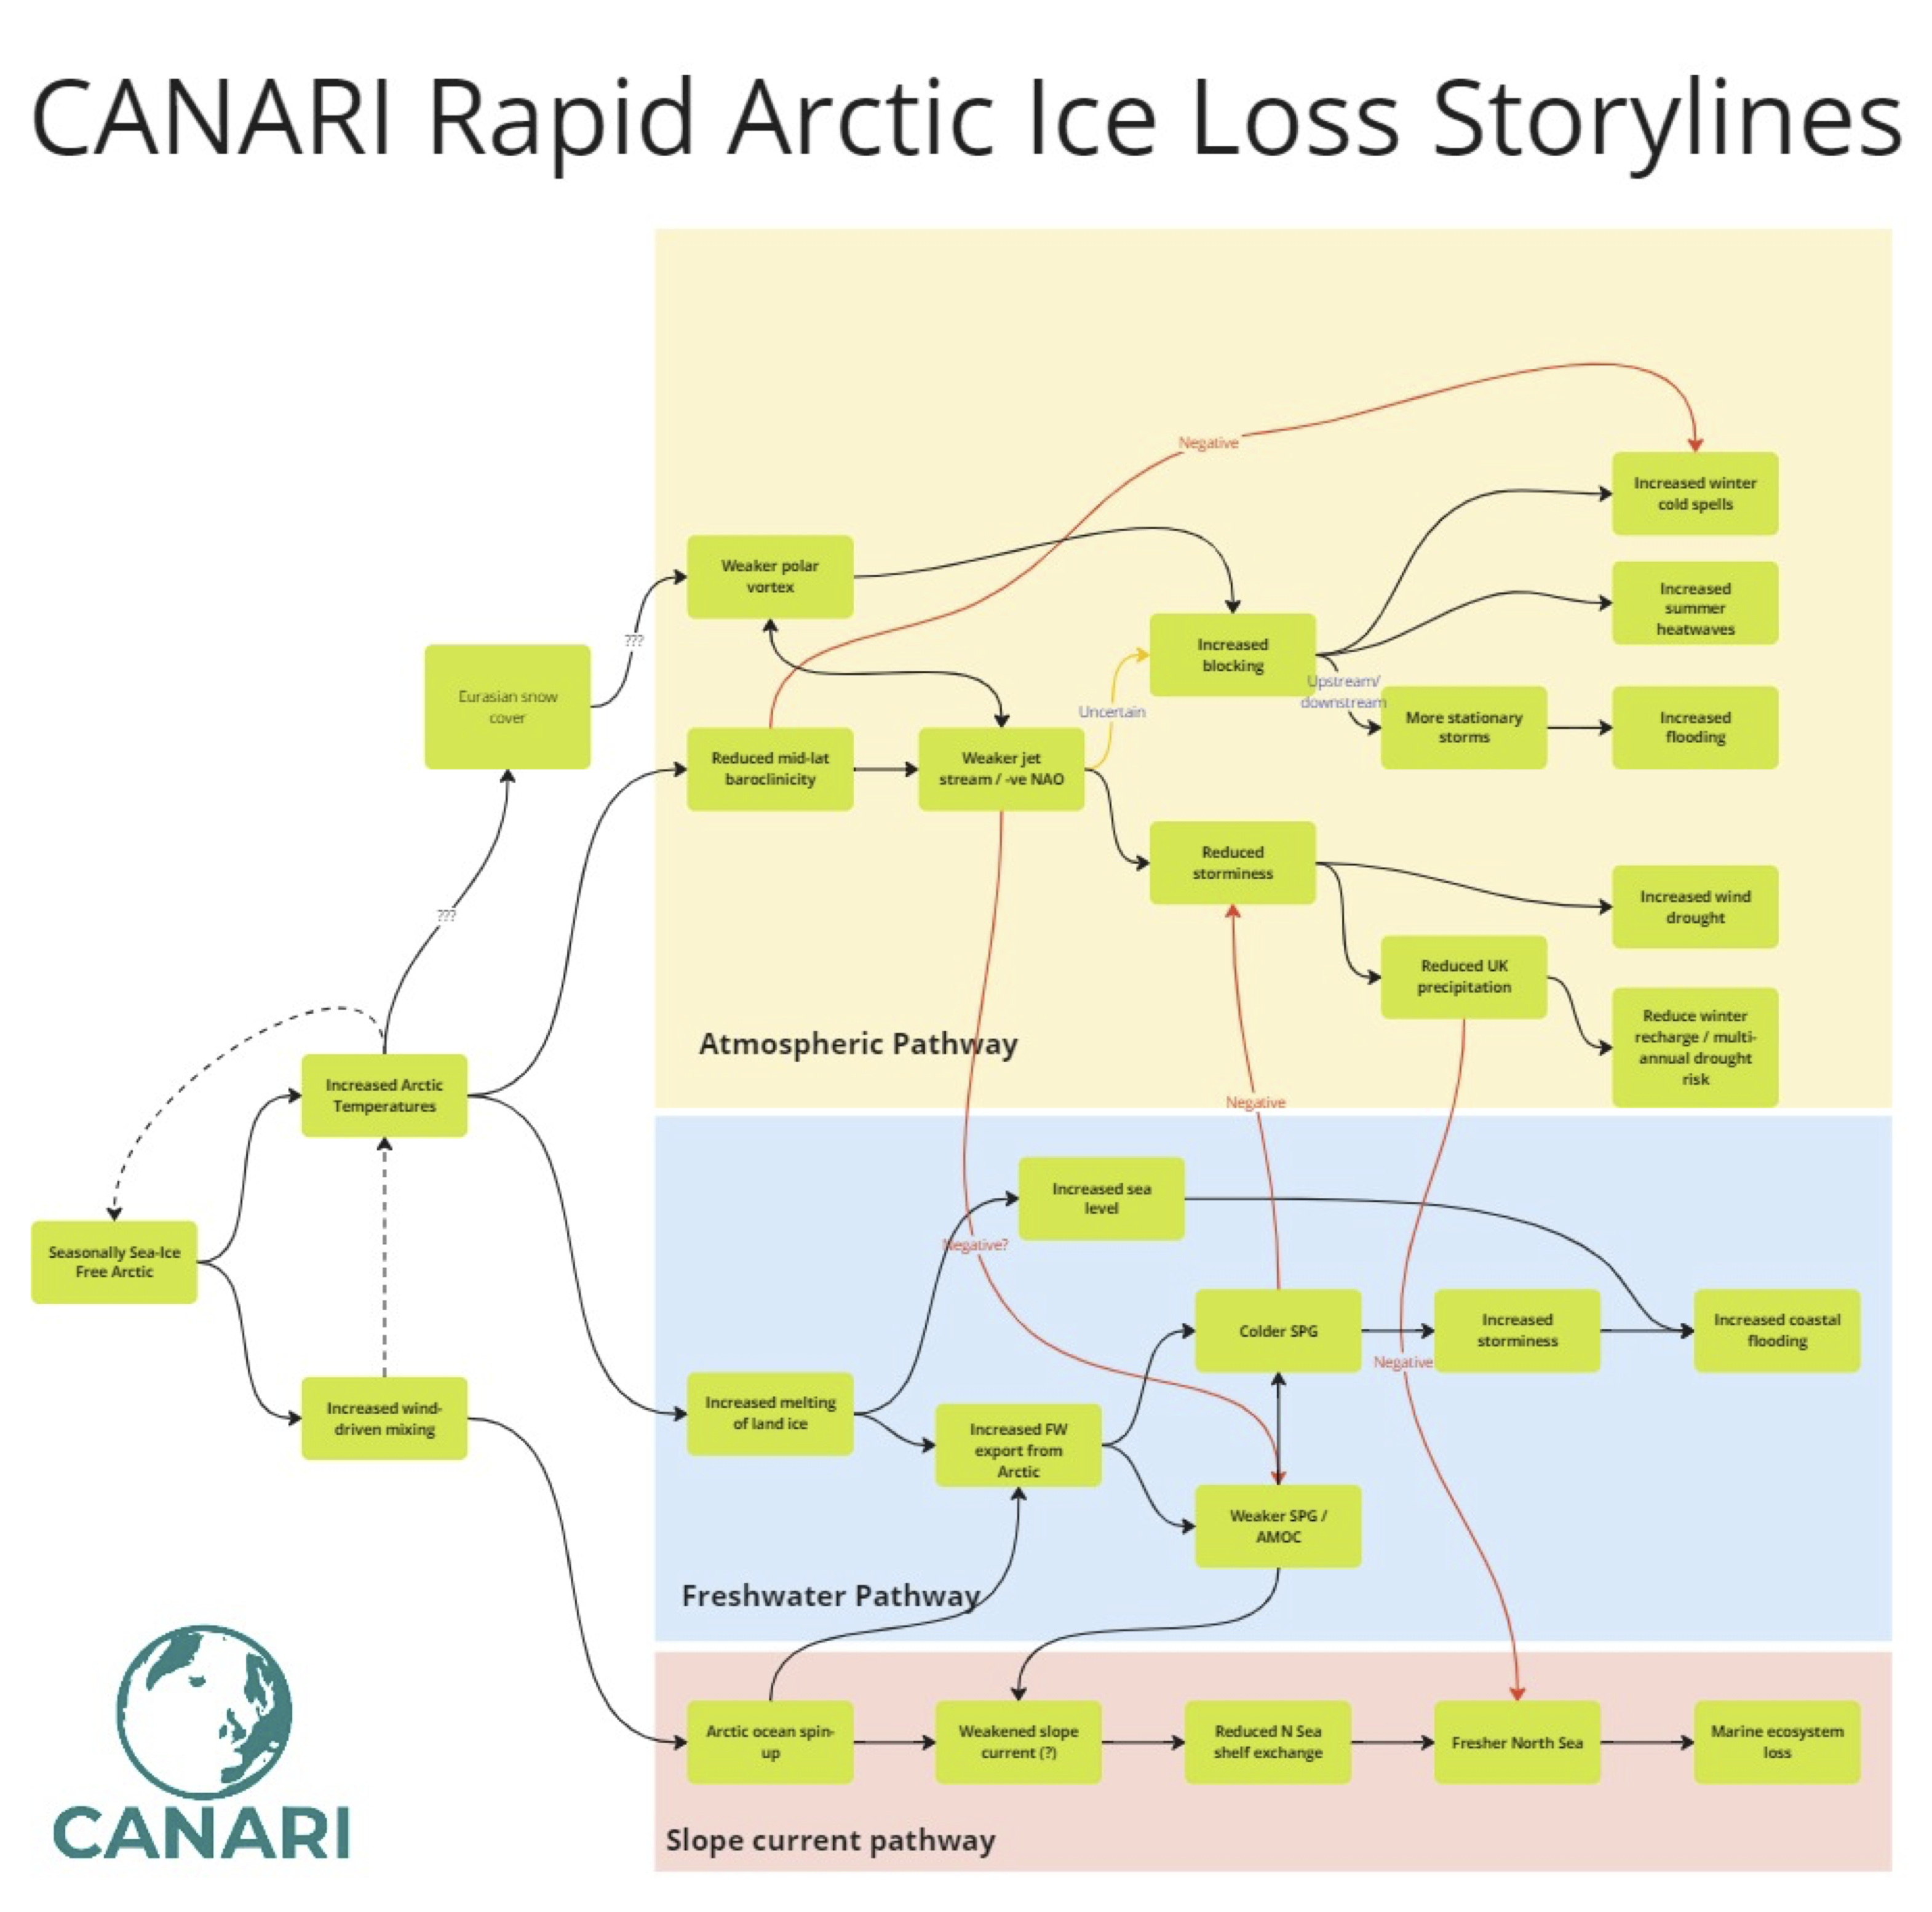 CANARI Rapid Arctic Ice Loss Storylines
Negative
Increased winter
cold spells
Weaker polar
vortex
Increased
summer
heatwaves
???
Increased
blocking
Eurasian snow
cover
Upstream/
downstream
Uncertain
More stationary
storms
Increased
flooding
Reduced mid-lat
baroclinicity
Weaker jet
stream / -ve NAO
Reduced
storminess
Increased wind
drought
???
Reduced UK
precipitation
Reduce winter
recharge / multi-
annual drought
risk
Atmospheric Pathway
Increased Arctic
Temperatures
Negative
Increased sea
level
Seasonally Sea-Ice
Free Arctic
Negative?
Colder SPG
Increased
storminess
Increased coastal
flooding
Negative
Increased wind-
driven mixing
Increased melting
of land ice
Increased FW
export from
Arctic
Weaker SPG /
AMOC
Freshwater Pathway
Arctic ocean spin-
up
Weakened slope
current (?)
Reduced N Sea
shelf exchange
Fresher North Sea
Marine ecosystem
loss
Slope current pathway
CANARI